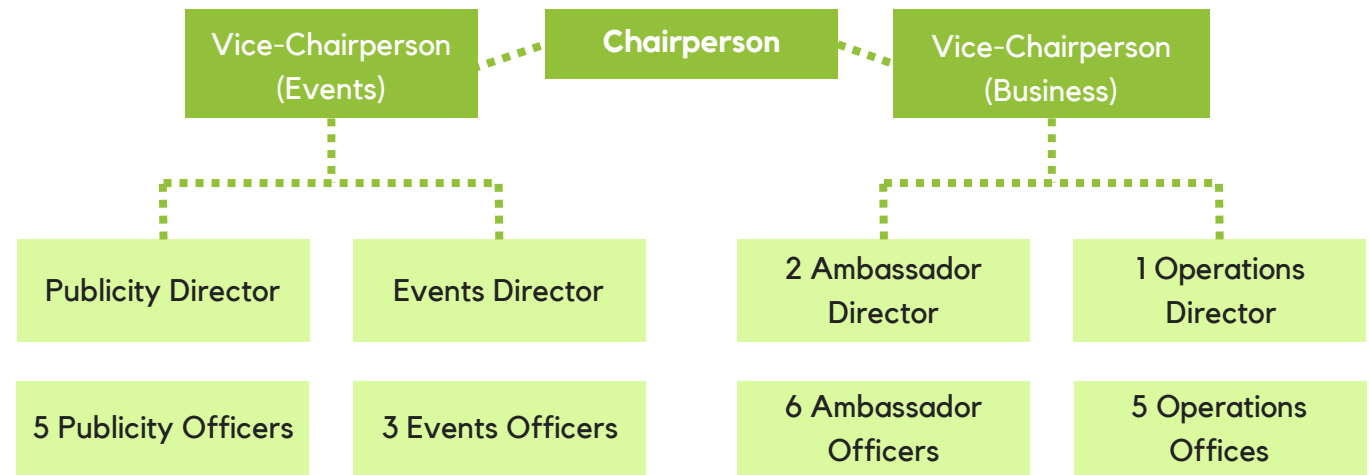 Vice-Chairperson
(Events)
Chairperson
Vice-Chairperson
(Business)
Publicity Director
Events Director
2 Ambassador
Director
1 Operations
Director
5 Publicity Officers
3 Events Officers
6 Ambassador
Officers
5 Operations
Offices